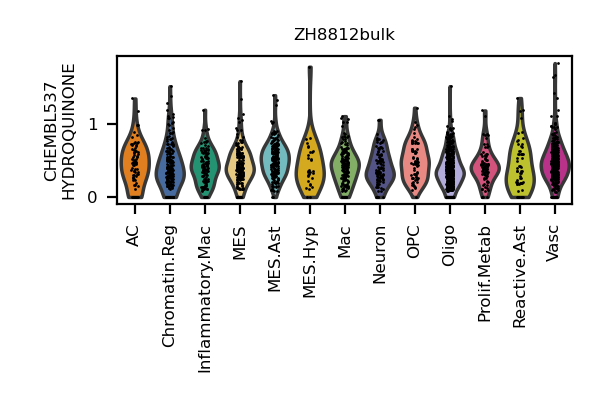 ZH8812bulk
CHEMBL537
HYDROQUINONE
1
0
AC
Chromatin.Reg
Inflammatory.Mac
MES
MES.Ast
MES.Hyp
Mac
Neuron
OPC
Oligo
Prolif.Metab
Reactive.Ast
Vasc